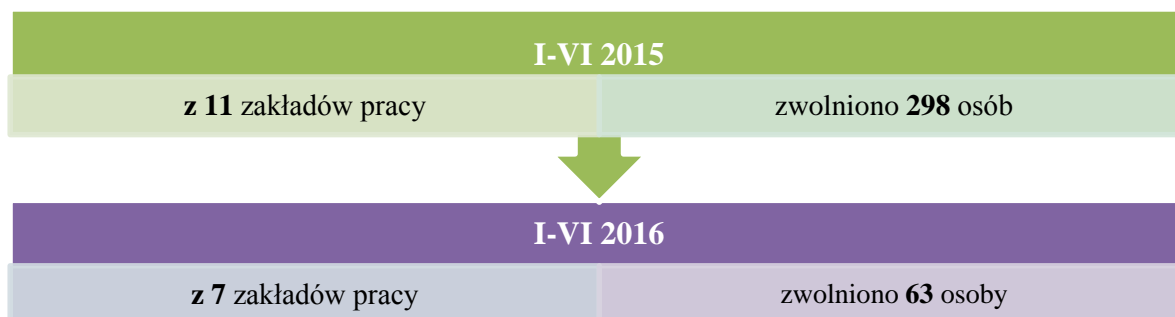 I-VI 2015
z 11 zakładów pracy
zwolniono 298 osób
I-VI 2016
z 7 zakładów pracy
zwolniono 63 osoby